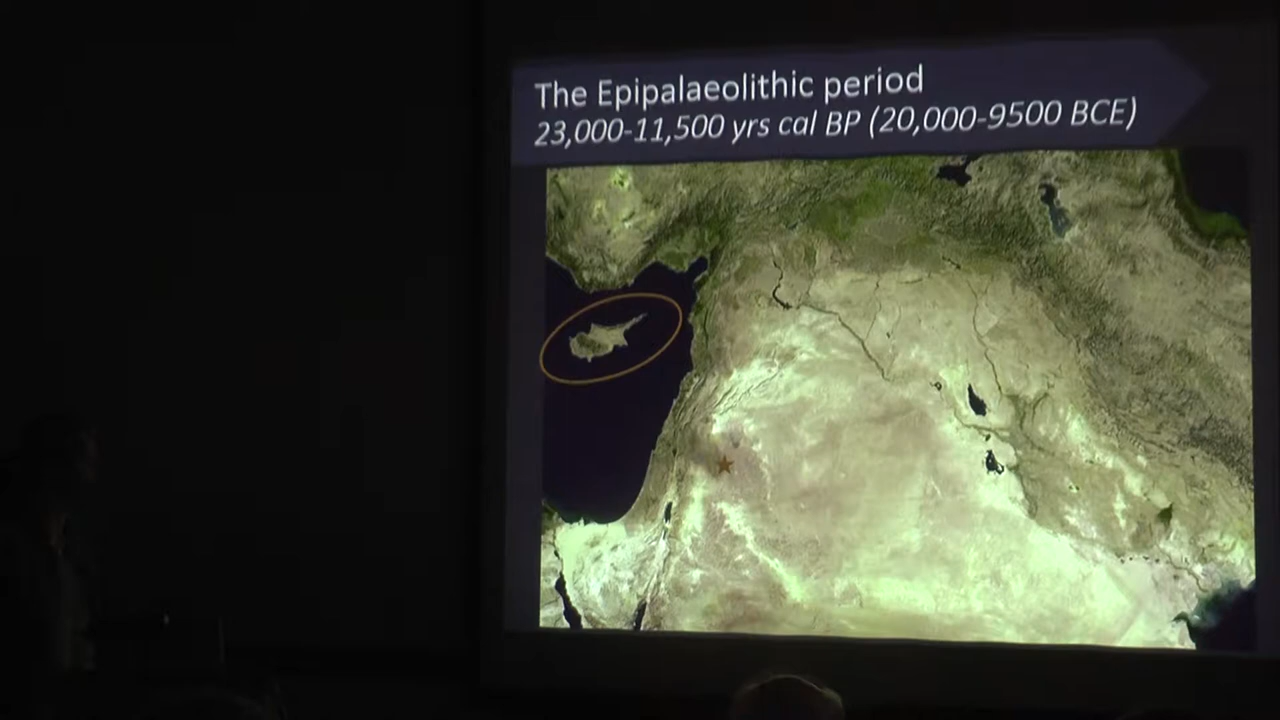 The Epipalaeolithic period
23,000-11,500 yrs cal BP (20,000-9500 BCE)